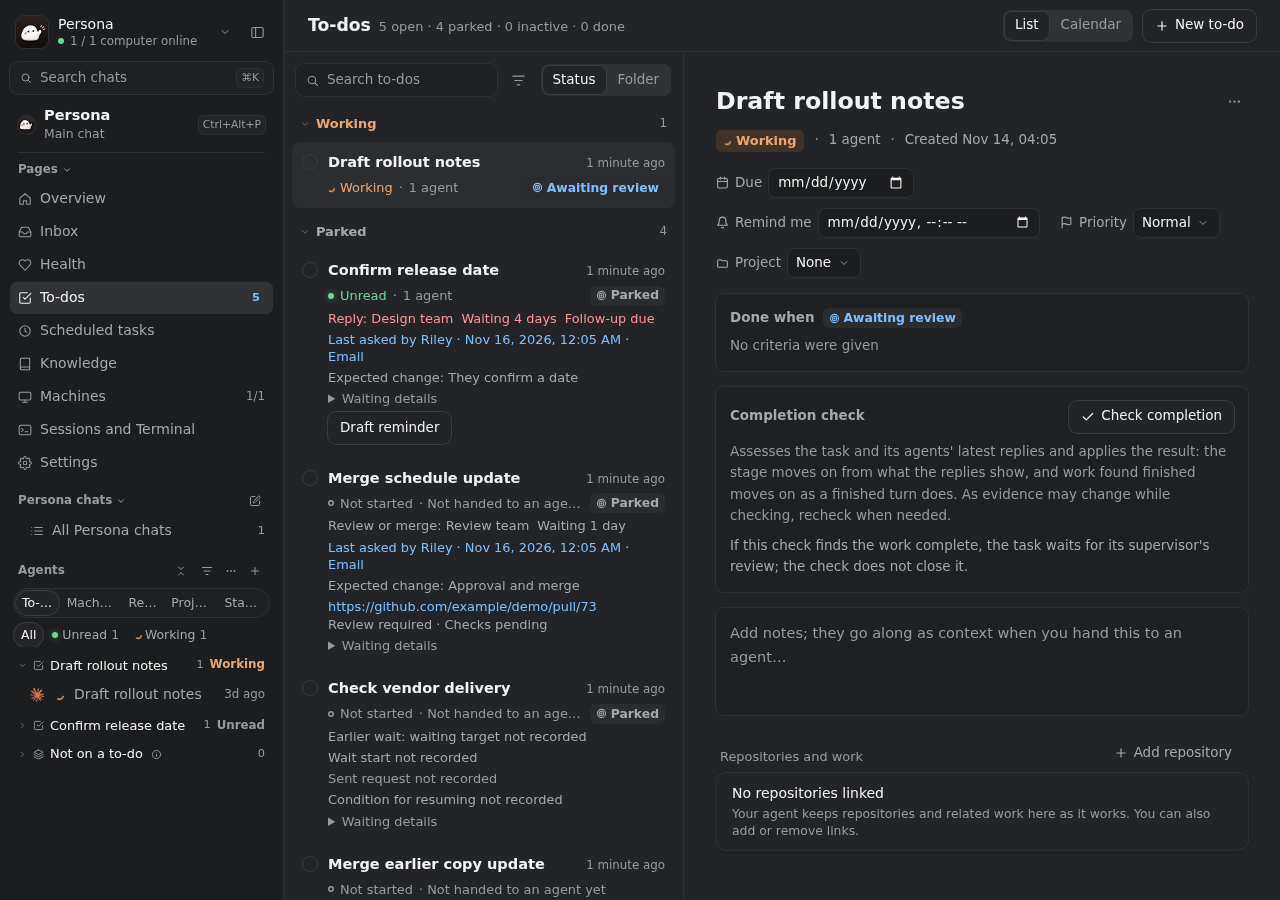 Persona
1 / 1 computer online
Search chats
⌘K
Persona
Main chat
Ctrl+Alt+P
Pages
Overview
Inbox
Health
To-dos
5
Scheduled tasks
Knowledge
Machines
1/1
Sessions and Terminal
Settings
Persona chats
All Persona chats
1
Agents
To-…
Mach…
Re…
Proj…
Sta…
All
Unread 1
Working 1
Draft rollout notes
1 Working
Draft rollout notes
3d ago
Confirm release date
1 Unread
Not on a to-do
0
To-dos
5 open · 4 parked · 0 inactive · 0 done
List
Calendar
New to-do
Search to-dos
Status
Folder
Working
1
Draft rollout notes
1 minute ago
Working · 1 agent
Awaiting review
Parked
4
Confirm release date
1 minute ago
Unread · 1 agent
Parked
Reply: Design team Waiting 4 days Follow-up due
Last asked by Riley · Nov 16, 2026, 12:05 AM ·
Email
Expected change: They confirm a date
Waiting details
Draft reminder
Merge schedule update
1 minute ago
Not started · Not handed to an age…
Parked
Review or merge: Review team Waiting 1 day
Last asked by Riley · Nov 16, 2026, 12:05 AM ·
Email
Expected change: Approval and merge
https://github.com/example/demo/pull/73
Review required · Checks pending
Waiting details
Check vendor delivery
1 minute ago
Not started · Not handed to an age…
Parked
Earlier wait: waiting target not recorded
Wait start not recorded
Sent request not recorded
Condition for resuming not recorded
Waiting details
Merge earlier copy update
1 minute ago
Not started · Not handed to an agent yet
Draft rollout notes
Working · 1 agent · Created Nov 14, 04:05
Due
mm/dd/yyyy
Remind me
mm/dd/yyyy, --:-- --
Priority
Normal
Project
None
Done when
Awaiting review
No criteria were given
Completion check
Check completion
Assesses the task and its agents' latest replies and applies the result: the
stage moves on from what the replies show, and work found finished
moves on as a finished turn does. As evidence may change while
checking, recheck when needed.
If this check finds the work complete, the task waits for its supervisor's
review; the check does not close it.
Add notes; they go along as context when you hand this to an
agent…
Repositories and work
Add repository
No repositories linked
Your agent keeps repositories and related work here as it works. You can also
add or remove links.